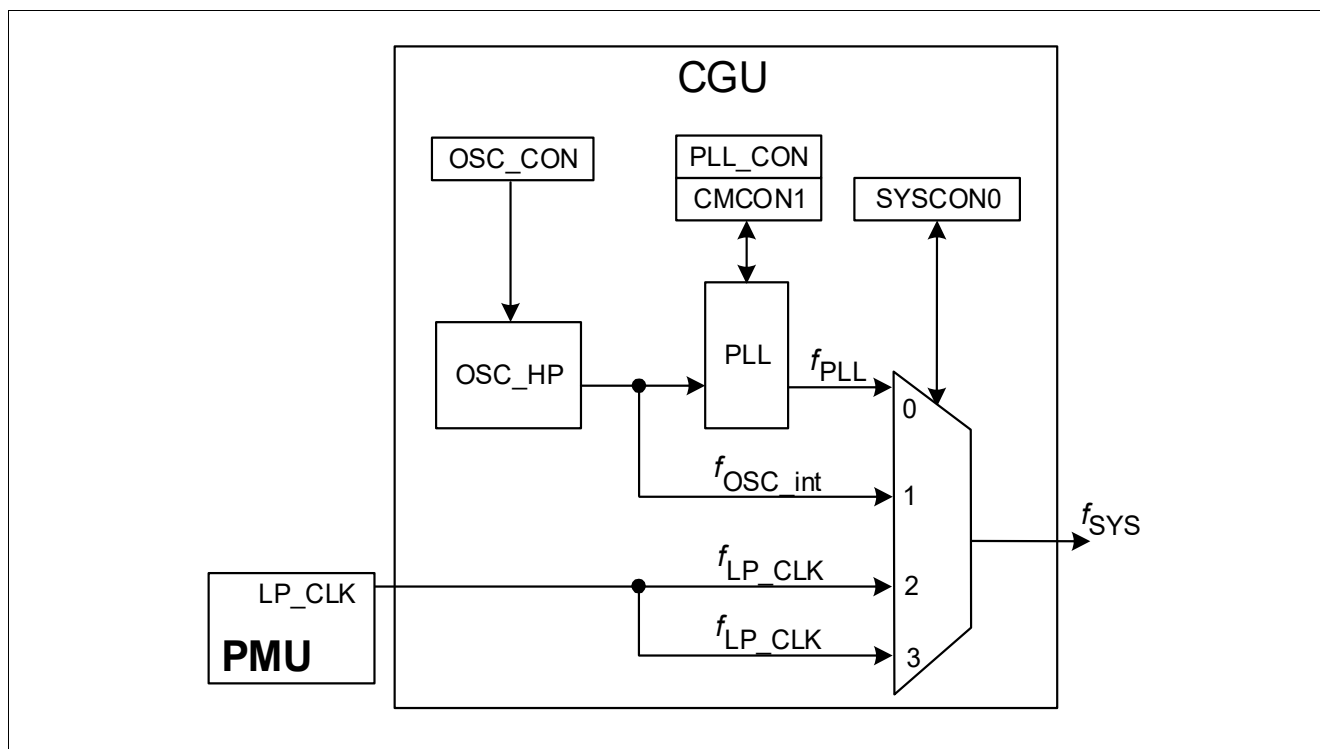 CGU
OSC_CON
PLL_CON
CMCON1
SYSCON0
OSC_HP
PLL
fPLL
0
fOSC_int
1
fSYS
fLP_CLK
2
LP_CLK
PMU
fLP_CLK
3